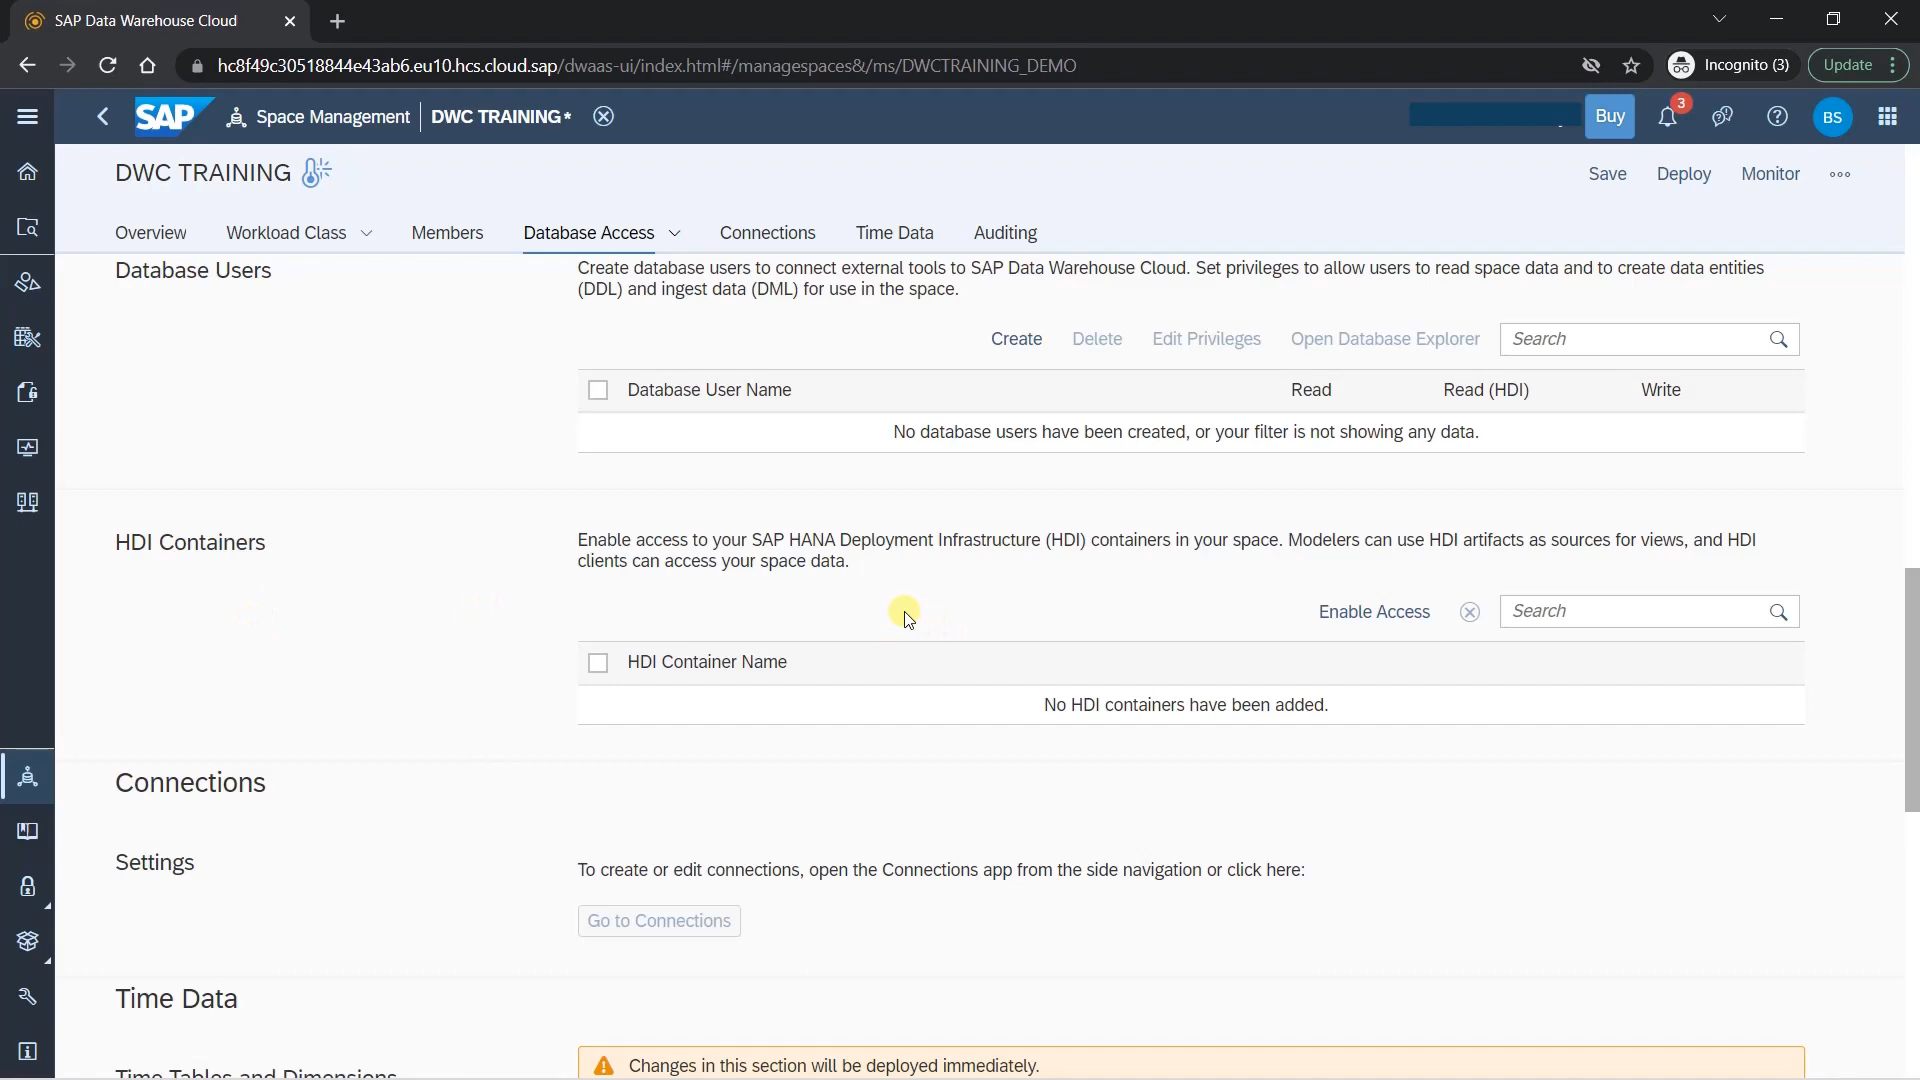 SAP Data Warehouse Cloud
hc8f49c30518844e43ab6.eu10.hcs.cloud.sap/dwaas-ui/index.html#/managespaces&/ms/DWCTRAINING_DEMO
Incognito (3)
Update
SAP
Space Management
DWC TRAINING*
Buy
3
BS
DWC TRAINING
Save
Deploy
Monitor
Overview
Workload Class
Members
Database Access
Connections
Time Data
Auditing
Database Users
Create database users to connect external tools to SAP Data Warehouse Cloud. Set privileges to allow users to read space data and to create data entities
(DDL) and ingest data (DML) for use in the space.
Create
Delete
Edit Privileges
Open Database Explorer
Search
Database User Name
Read
Read (HDI)
Write
No database users have been created, or your filter is not showing any data.
HDI Containers
Enable access to your SAP HANA Deployment Infrastructure (HDI) containers in your space. Modelers can use HDI artifacts as sources for views, and HDI
clients can access your space data.
Enable Access
Search
HDI Container Name
No HDI containers have been added.
Connections
Settings
To create or edit connections, open the Connections app from the side navigation or click here:
Go to Connections
Time Data
Changes in this section will be deployed immediately.
Time Tables and Dimensions